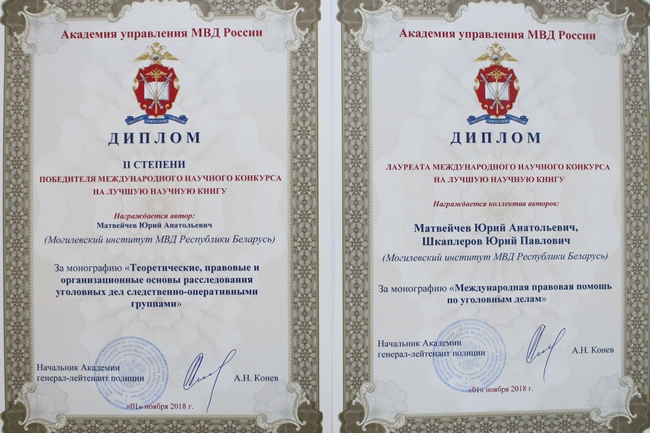 Академия управления МВД России
ДИПЛОМ
II СТЕПЕНИ
ПОБЕДИТЕЛЯ МЕЖДУНАРОДНОГО НАУЧНОГО КОНКУРСА
НА ЛУЧШУЮ НАУЧНУЮ КНИГУ
Награждается автор:
Матвейчев Юрий Анатольевич
(Могилевский институт МВД Республики Беларусь)
За монографию «Теоретические, правовые и
организационные основы расследования
уголовных дел следственно-оперативными
группами»
Начальник Академии
генерал-лейтенант полиции
А.Н. Конев
«01» ноября 2018 г.
Академия управления МВД России
ДИПЛОМ
ЛАУРЕАТА МЕЖДУНАРОДНОГО НАУЧНОГО КОНКУРСА
НА ЛУЧШУЮ НАУЧНУЮ КНИГУ
Награждается коллектив авторов:
Матвейчев Юрий Анатольевич,
Шкаплеров Юрий Павлович
(Могилевский институт МВД Республики Беларусь)
За монографию «Международная правовая помощь
по уголовным делам»
Начальник Академии
генерал-лейтенант полиции
А.Н. Конев
«01» ноября 2018 г.